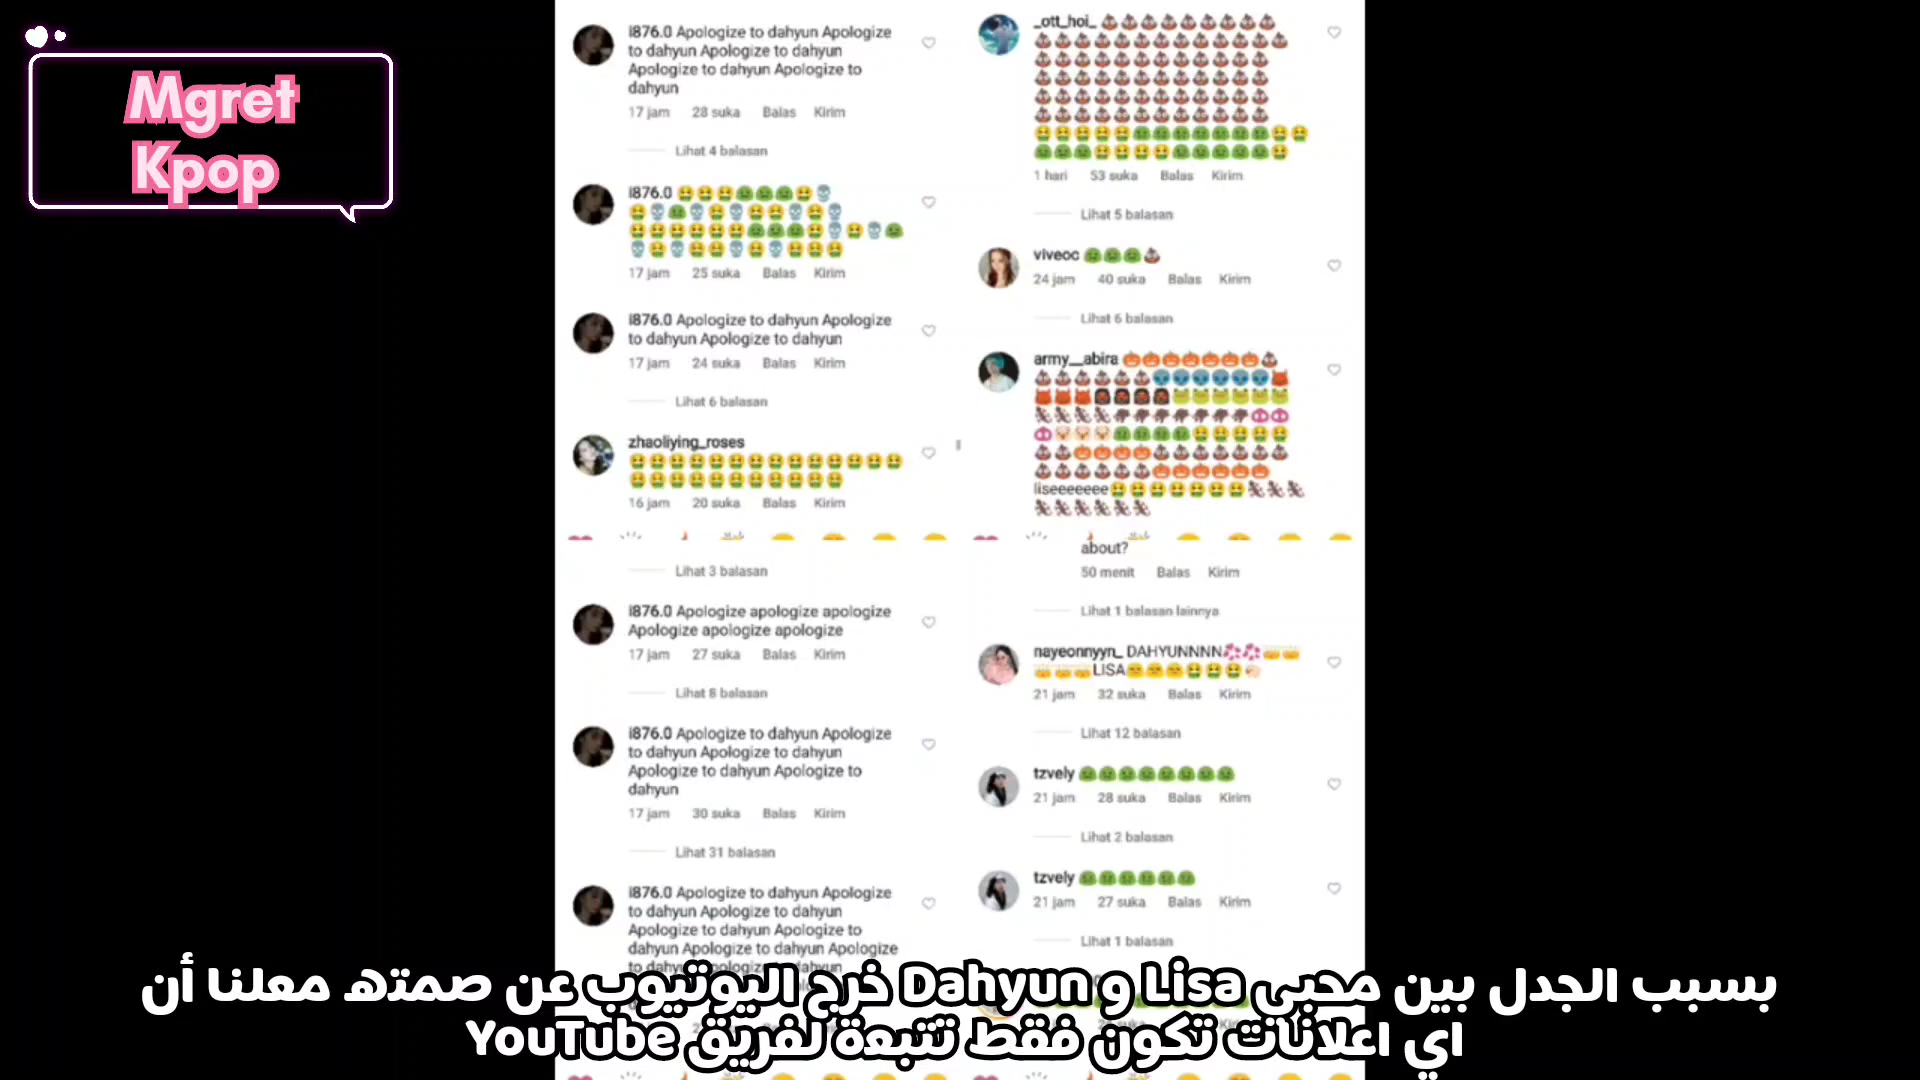 Mgret
Kpop
i876.0 Apologize to dahyun Apologize
to dahyun Apologize to dahyun
Apologize to dahyun Apologize to
dahyun
17 jam 28 suka Balas Kirim
Lihat 4 balasan
i876.0
17 jam 25 suka Balas Kirim
i876.0 Apologize to dahyun Apologize
to dahyun Apologize to dahyun
17 jam 24 suka Balas Kirim
Lihat 6 balasan
zhaoliying_roses
16 jam 20 suka Balas Kirim
Lihat 3 balasan
i876.0 Apologize apologize apologize
Apologize apologize apologize
17 jam 27 suka Balas Kirim
Lihat 8 balasan
i876.0 Apologize to dahyun Apologize
to dahyun Apologize to dahyun
Apologize to dahyun Apologize to
dahyun
17 jam 30 suka Balas Kirim
Lihat 31 balasan
i876.0 Apologize to dahyun Apologize
to dahyun Apologize to dahyun
Apologize to dahyun Apologize to
dahyun Apologize to dahyun Apologize
_ott_hoi_
1 hari 53 suka Balas Kirim
Lihat 5 balasan
viveoc
24 jam 40 suka Balas Kirim
Lihat 6 balasan
army__abira
liseeeeeee
about?
50 menit Balas Kirim
Lihat 1 balasan lainnya
nayeonnyyn_ DAHYUNNNN
LISA
21 jam 32 suka Balas Kirim
Lihat 12 balasan
tzvely
21 jam 28 suka Balas Kirim
Lihat 2 balasan
tzvely
21 jam 27 suka Balas Kirim
Lihat 1 balasan
بسبب الجدل بين محبي Lisa و Dahyun خرج اليوتيوب عن صمته معلنا أن
اي اعلانات تكون فقط تتبعة لفريق YouTube